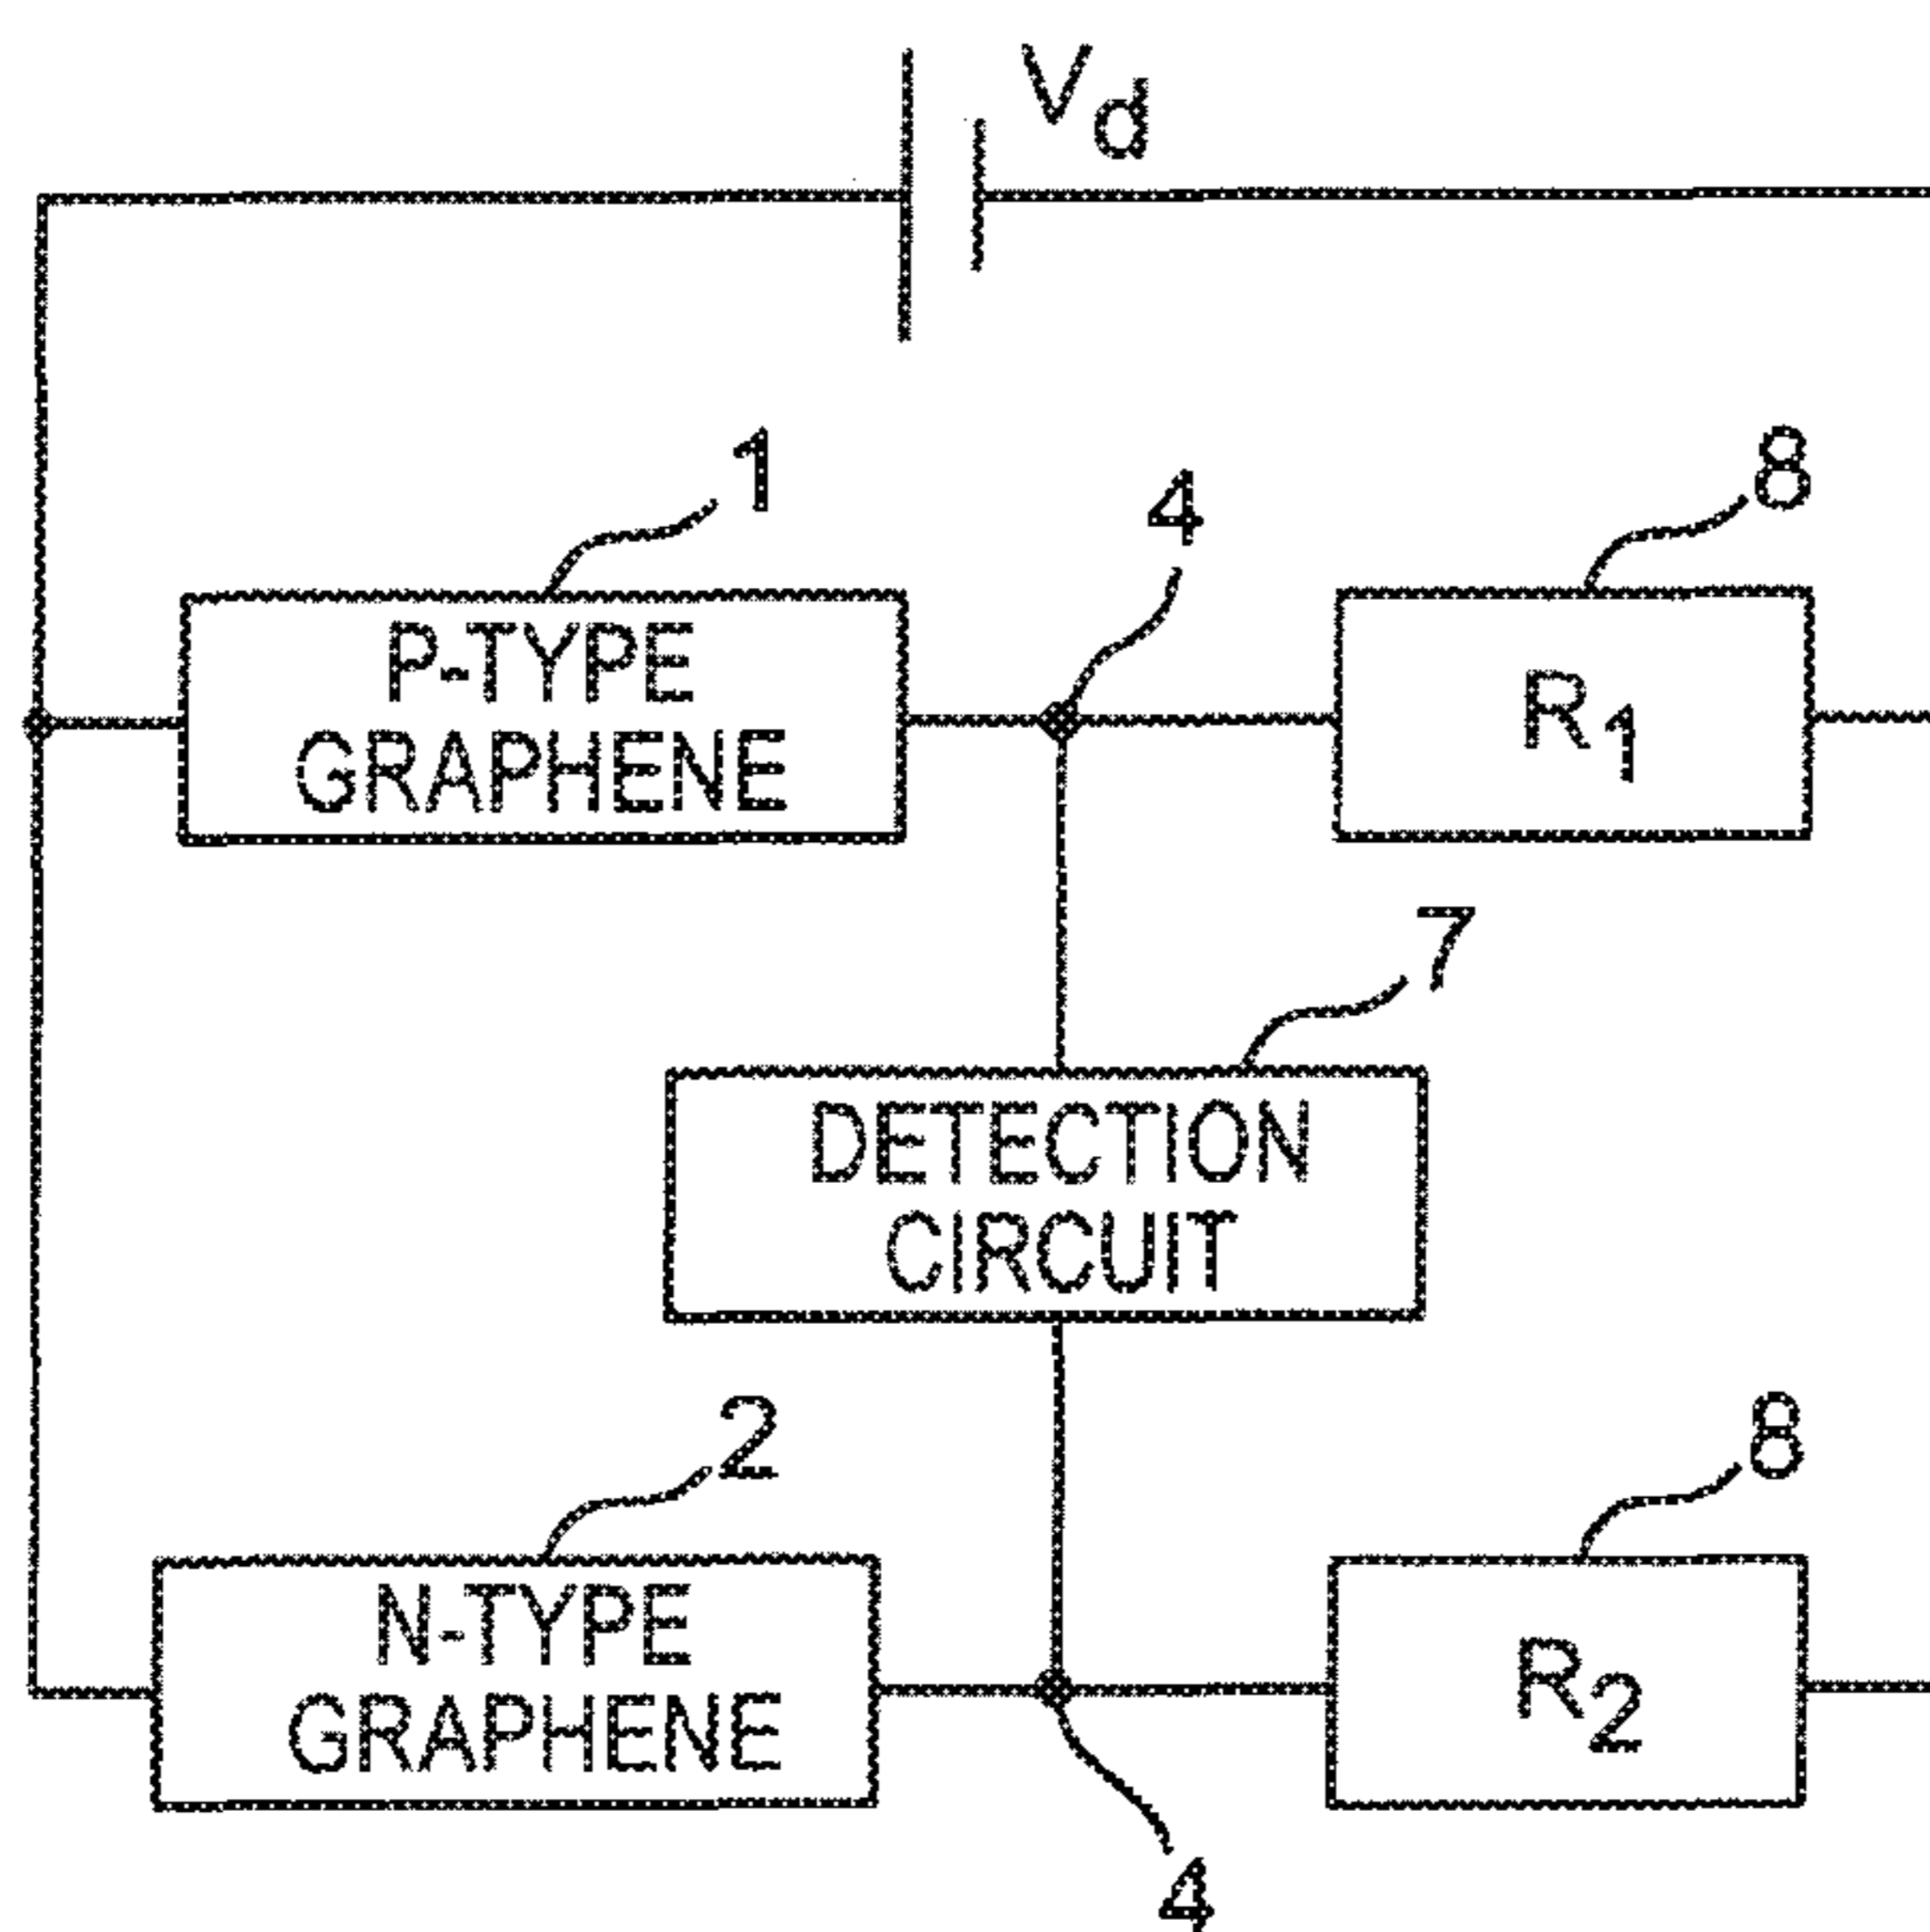 Vd
1
4
8
P-TYPE
GRAPHENE
R1
7
DETECTION
CIRCUIT
2
8
N-TYPE
GRAPHENE
R2
4